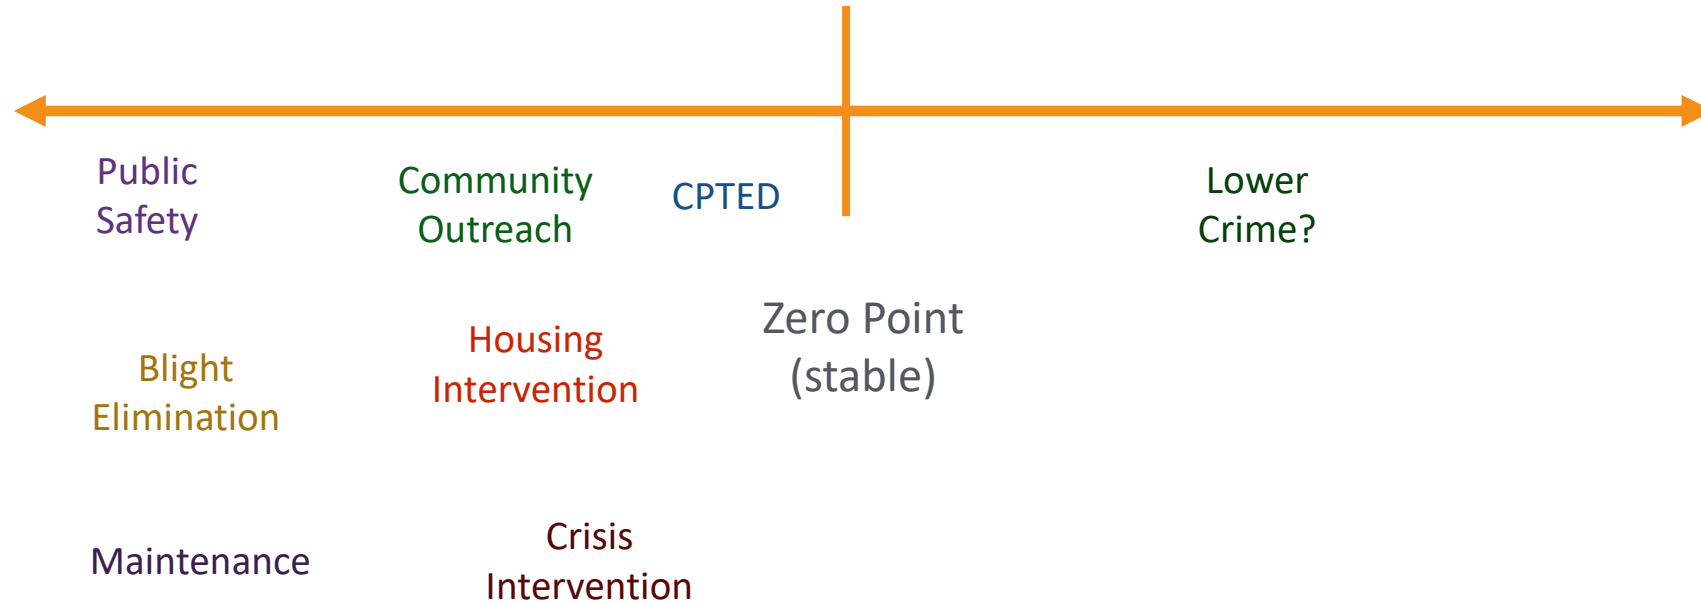 Public
Safety
Community
Outreach
CPTED
Lower
Crime?
Zero Point
(stable)
Housing
Intervention
Blight
Elimination
Maintenance
Crisis
Intervention